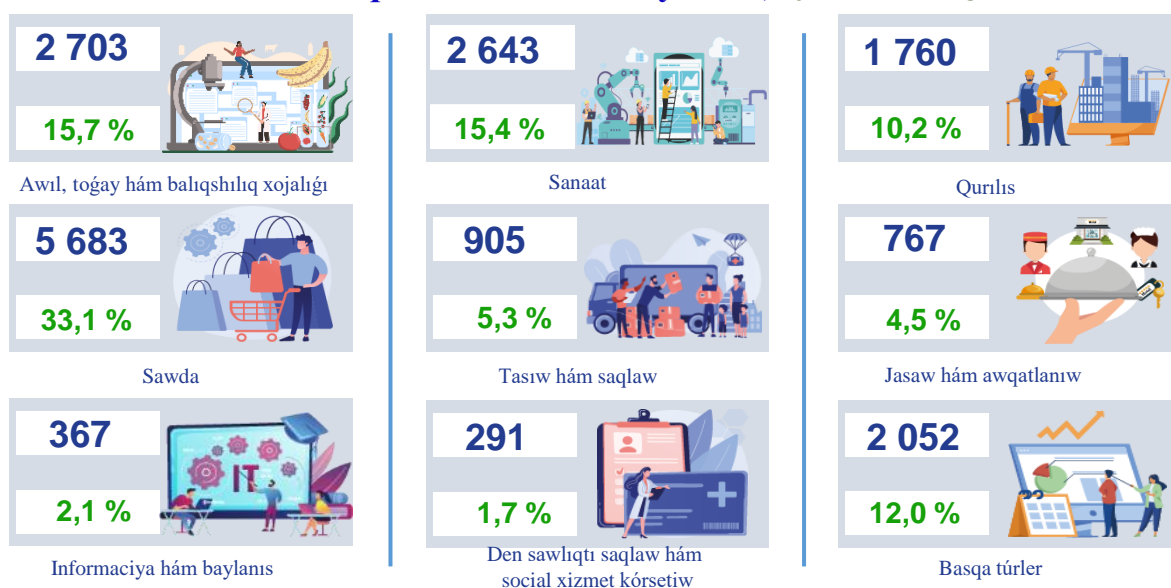 2 703
15,7 %
Awıl, toǵay hám balıqshılıq xojalıǵı
2 643
15,4 %
Sanaat
1 760
10,2 %
Qurılıs
5 683
33,1 %
Sawda
905
5,3 %
Tasıw hám saqlaw
767
4,5 %
Jasaw hám awqatlanıw
367
2,1 %
IT
Informaciya hám baylanıs
291
1,7 %
Den sawlıqtı saqlaw hám
social xizmet kórsetiw
2 052
12,0 %
Basqa túrler